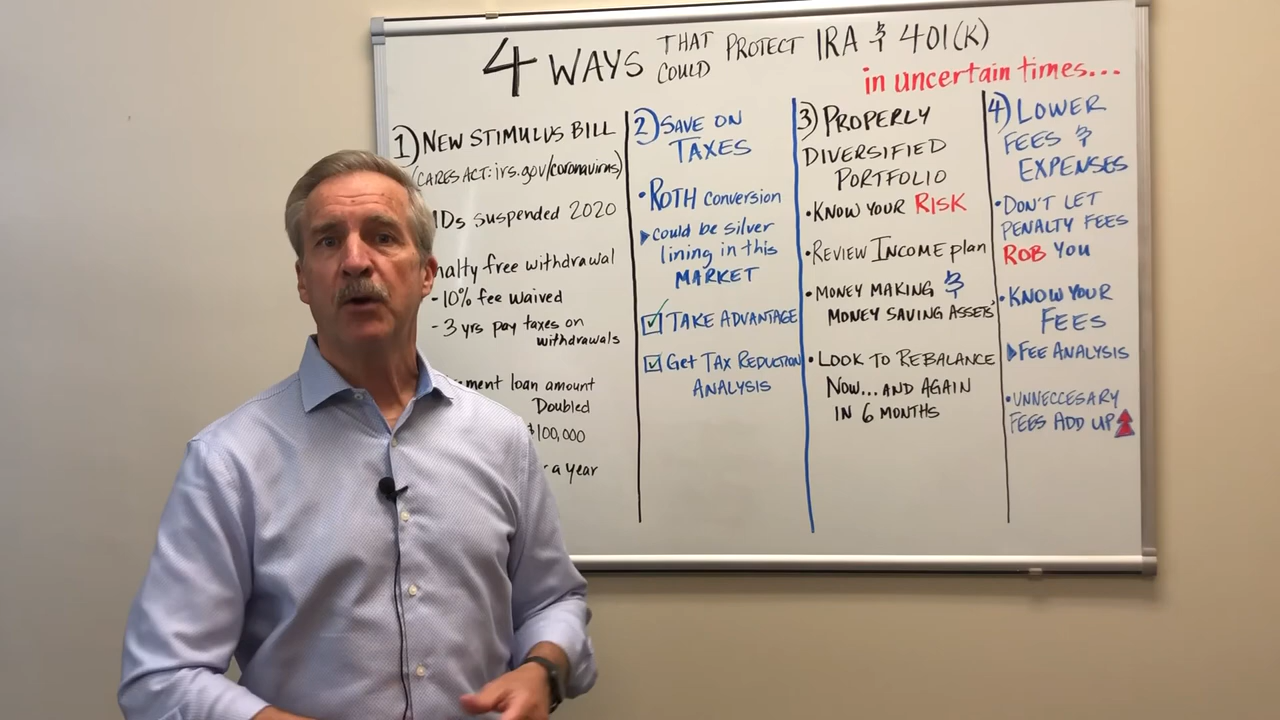 4 WAYS THAT COULD PROTECT IRA & 401(K)
in uncertain times...
1) NEW STIMULUS BILL
(CARES ACT: irs.gov/coronavirus)
suspended 2020
free withdrawal
- 10% fee waived
- 3 yrs pay taxes on
withdrawals
loan amount
Doubled
$100,000
a year
2) SAVE ON
TAXES
• ROTH conversion
▶ could be silver
lining in this
MARKET
☑ TAKE ADVANTAGE
☑ Get TAX REDUCTION
ANALYSIS
3) PROPERLY
DIVERSIFIED
PORTFOLIO
• KNOW YOUR RISK
• REVIEW INCOME plan
• MONEY MAKING &
MONEY SAVING ASSETS'
• LOOK TO REBALANCE
NOW... AND AGAIN
IN 6 MONTHS
4) LOWER
FEES &
EXPENSES
• DON'T LET
PENALTY FEES
ROB YOU
• KNOW YOUR
FEES
▶ FEE ANALYSIS
• UNNECCESARY
FEES ADD UP